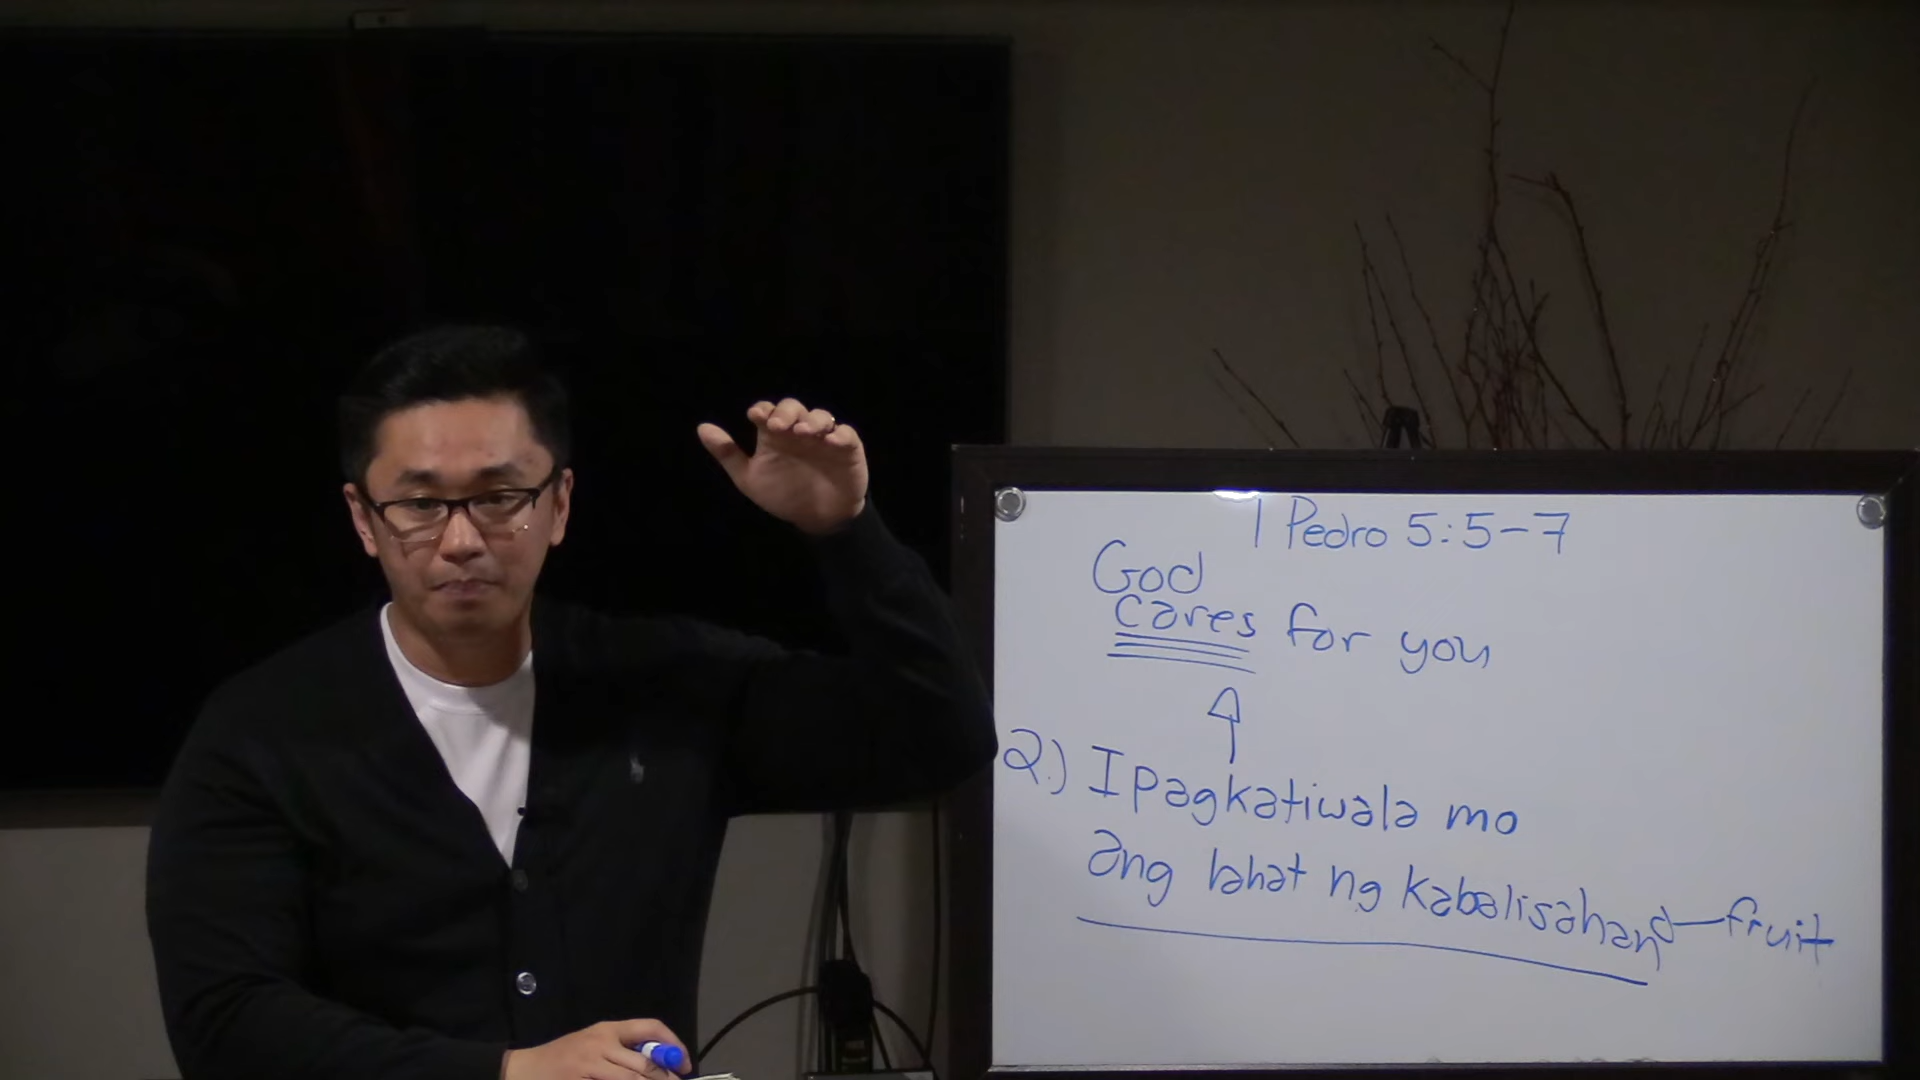 1 Pedro 5:5-7
God
cares for you
2.) Ipagkatiwala mo
ang lahat ng kabalisahan - fruit